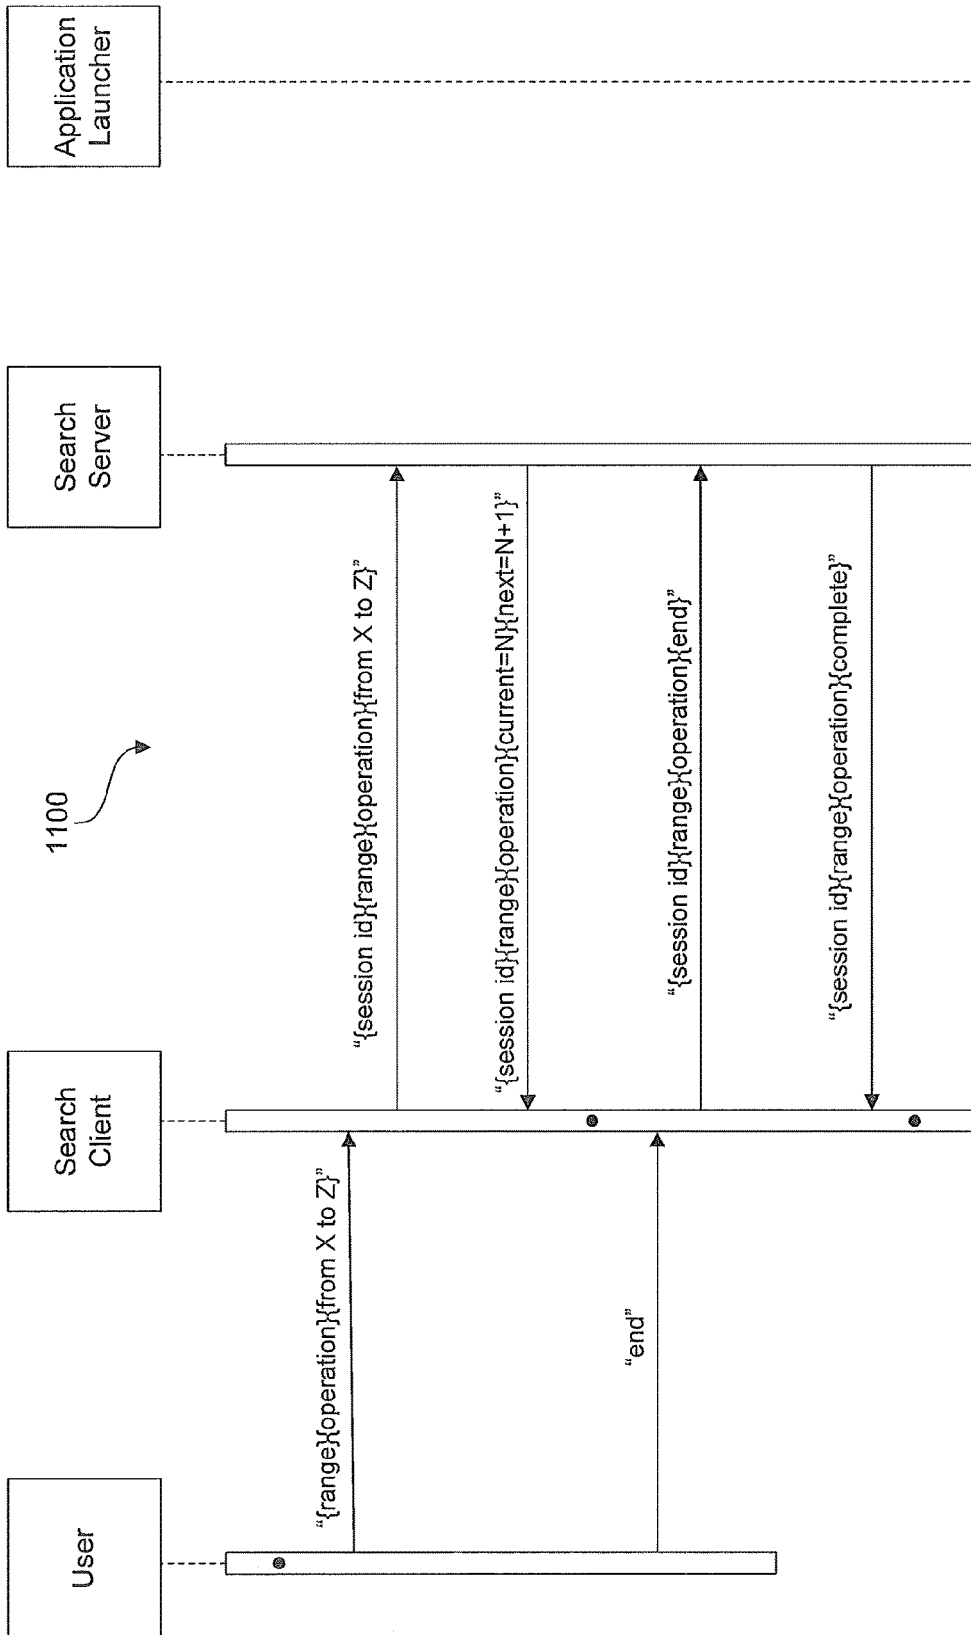 1100
User
Search
Client
Search
Server
Application
Launcher
“{range}{operation}{from X to Z}”
“{session id}{range}{operation}{from X to Z}”
“{session id}{range}{operation}{current=N}{next=N+1}”
“end”
“{session id}{range}{operation}{end}”
“{session id}{range}{operation}{complete}”